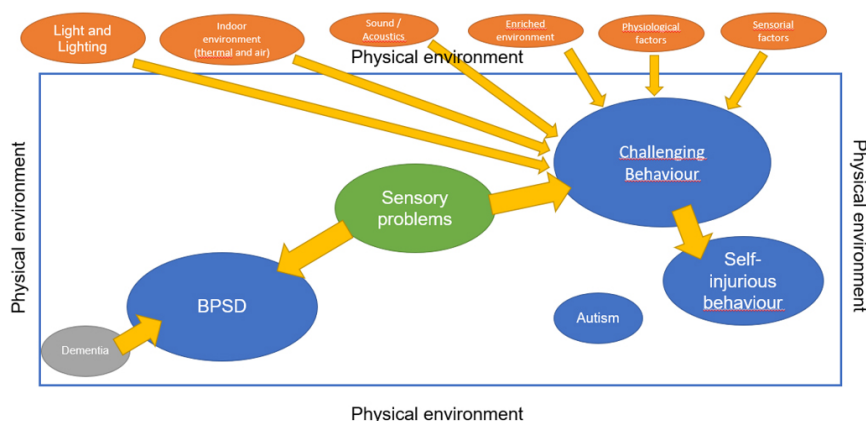 Light and
Lighting
Indoor
environment
(thermal and air)
Sound /
Acoustics
Enriched
environment
Physiological
factors
Sensorial
factors
Physical environment
Physical environment
Physical environment
Challenging
Behaviour
Sensory
problems
Self-
injurious
behaviour
BPSD
Autism
Dementia
Physical environment